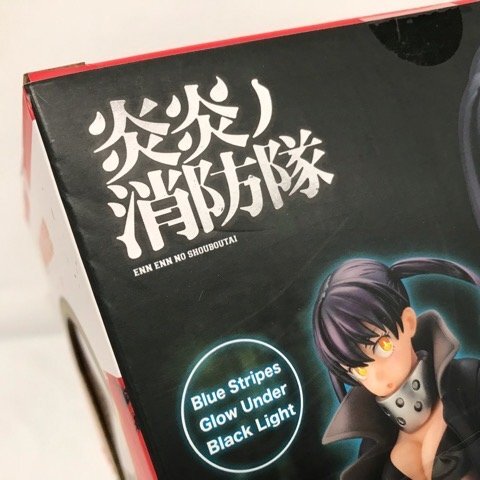 炎炎ノ
消防隊
ENN ENN NO SHOUBOUTAI
Blue Stripes
Glow Under
Black Light